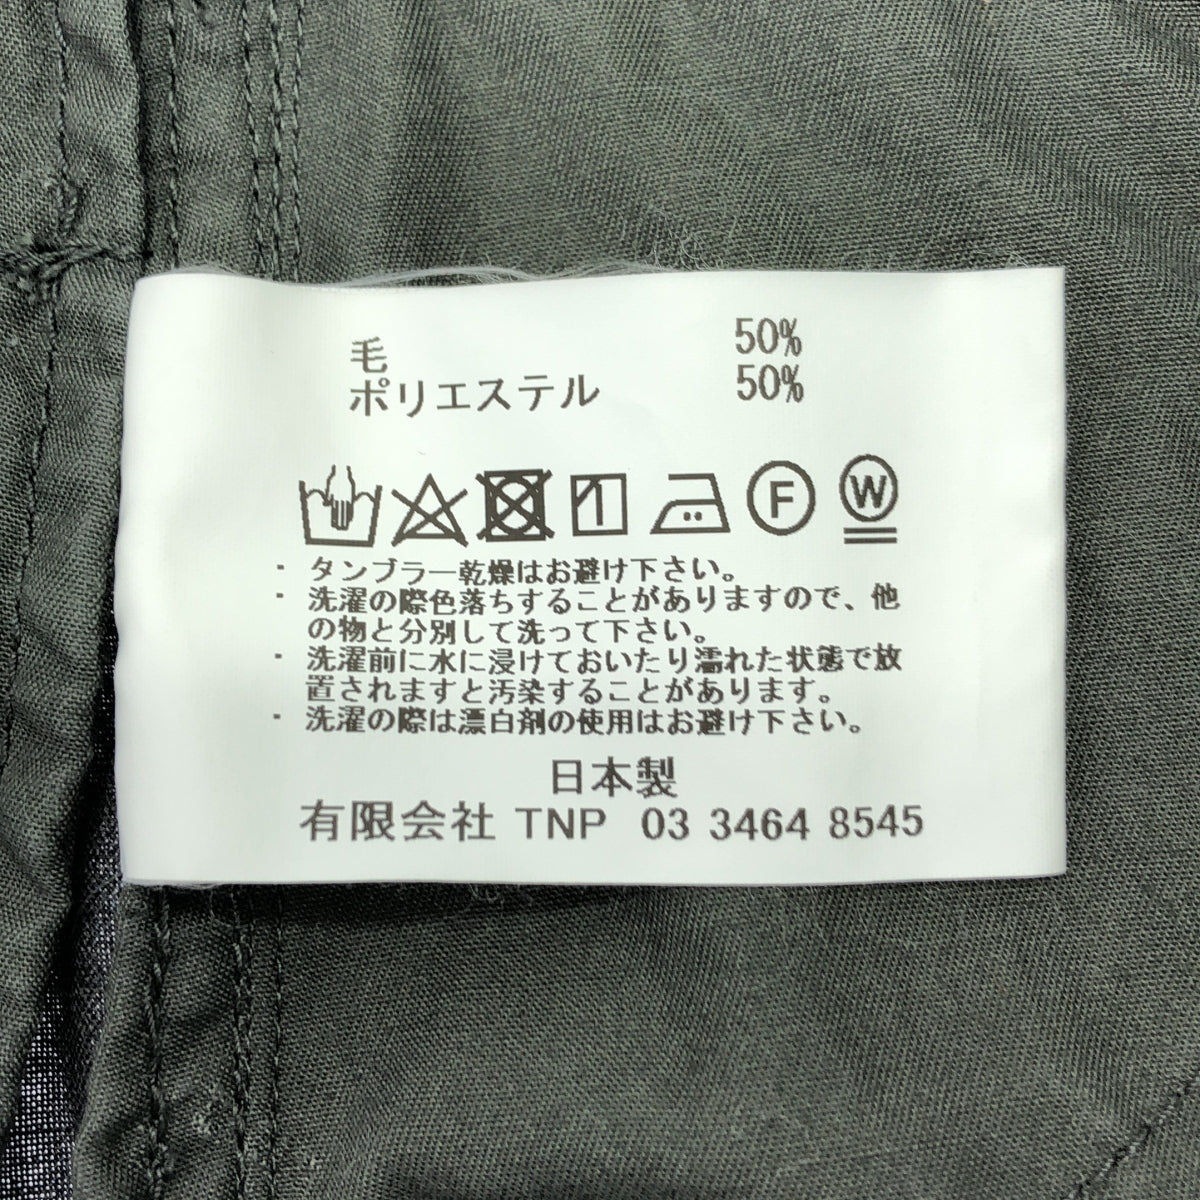 毛 50%
ポリエステル 50%
F W
・タンブラー乾燥はお避け下さい。
・洗濯の際色落ちすることがありますので、他
の物と分別して洗って下さい。
・洗濯前に水に浸けておいたり濡れた状態で放
置されますと汚染することがあります。
・洗濯の際は漂白剤の使用はお避け下さい。
日本製
有限会社 TNP 03 3464 8545